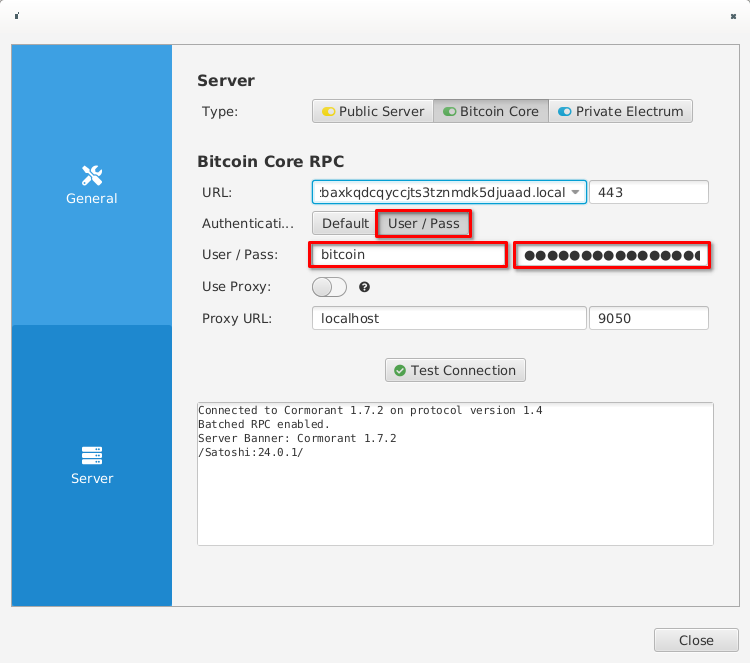 General
Server
Server
Type:
Public Server
Bitcoin Core
Private Electrum
Bitcoin Core RPC
URL:
:baxkqdcqyccjts3tznmdk5djuaad.local
443
Authenticati...
Default
User / Pass
User / Pass:
bitcoin
Use Proxy:
Proxy URL:
localhost
9050
Test Connection
Connected to Cormorant 1.7.2 on protocol version 1.4
Batched RPC enabled.
Server Banner: Cormorant 1.7.2
/Satoshi:24.0.1/
Close